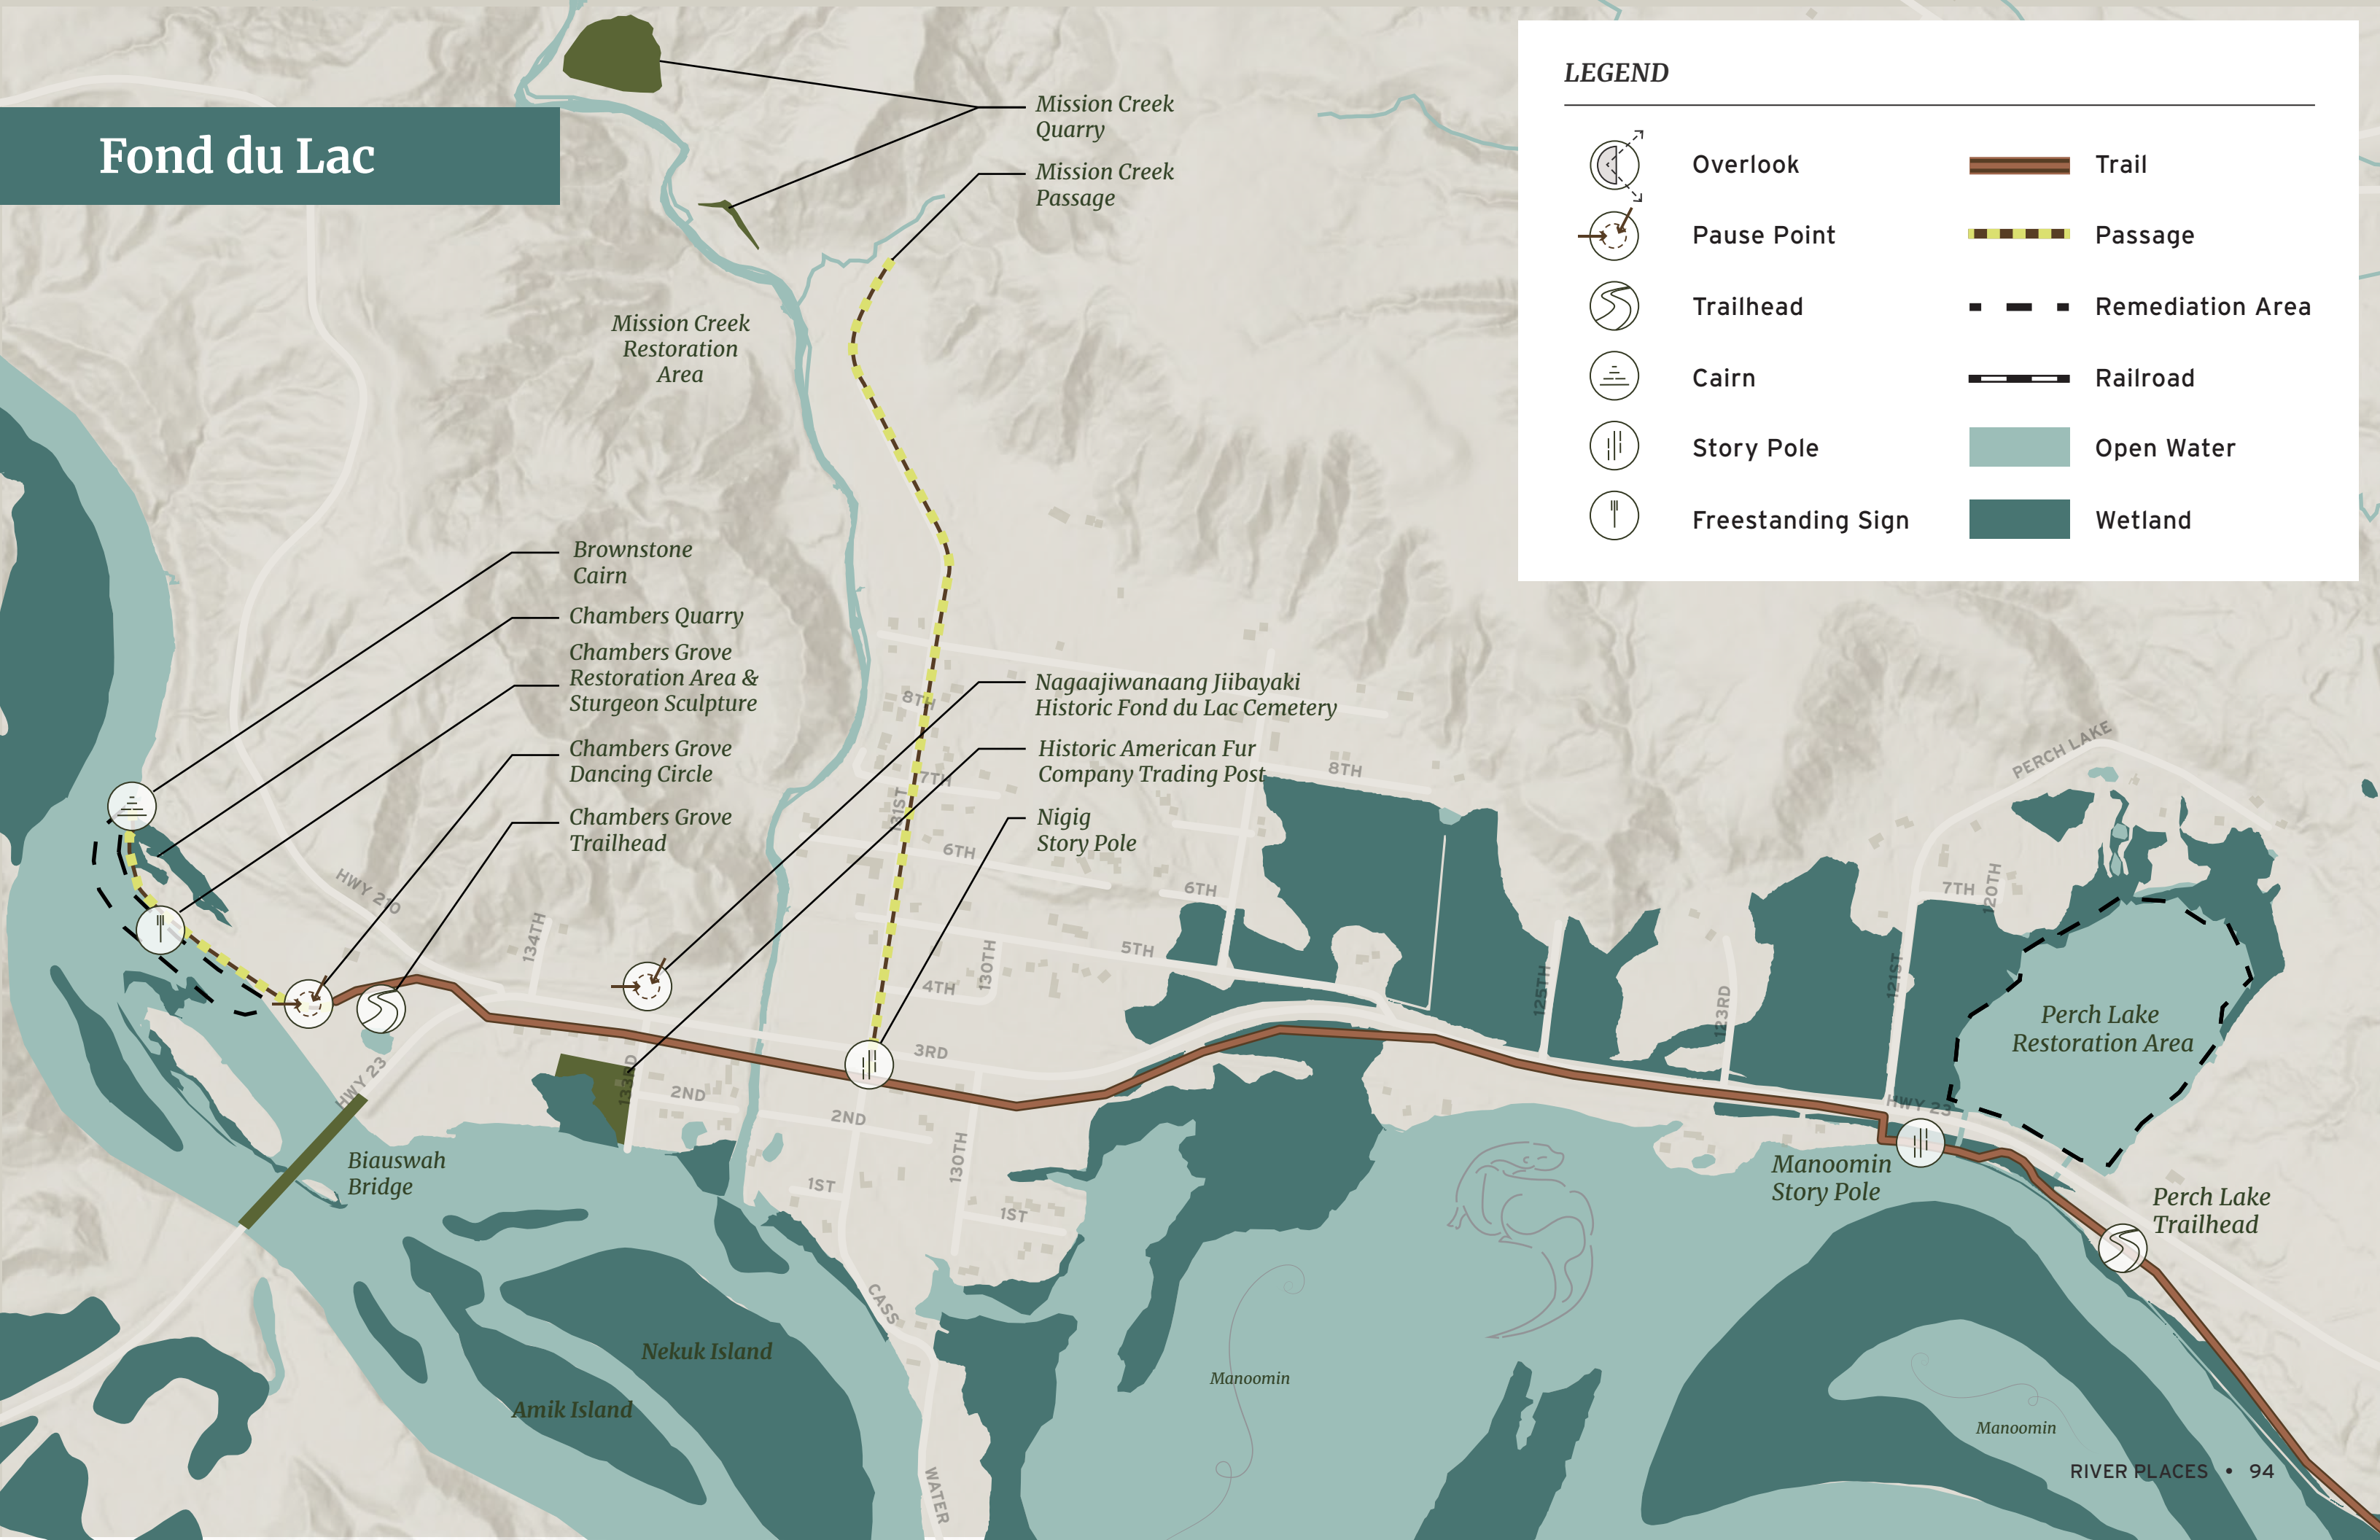 Fond du Lac
LEGEND
Overlook
Pause Point
Trailhead
Cairn
Story Pole
Freestanding Sign
Trail
Passage
Remediation Area
Railroad
Open Water
Wetland
Mission Creek
Quarry
Mission Creek
Passage
Mission Creek
Restoration
Area
Brownstone
Cairn
Chambers Quarry
Chambers Grove
Restoration Area &
Sturgeon Sculpture
Chambers Grove
Dancing Circle
Chambers Grove
Trailhead
Nagaajiwanaang Jiibayaki
Historic Fond du Lac Cemetery
Historic American Fur
Company Trading Post
Nigig
Story Pole
8TH
7TH
131ST
6TH
8TH
6TH
5TH
4TH
130TH
3RD
134TH
HWY 210
HWY 23
133RD
2ND
2ND
130TH
1ST
1ST
CASS
WATER
125TH
123RD
121ST
7TH
120TH
PERCH LAKE
HWY 23
Perch Lake
Restoration Area
Manoomin
Story Pole
Perch Lake
Trailhead
Biauswah
Bridge
Nekuk Island
Amik Island
Manoomin
Manoomin
RIVER PLACES • 94